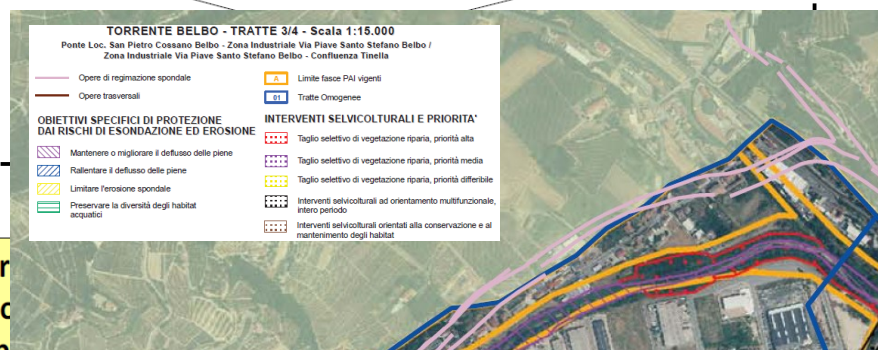 TORRENTE BELBO - TRATTE 3/4 - Scala 1:15.000
Ponte Loc. San Pietro Cossano Belbo - Zona Industriale Via Piave Santo Stefano Belbo /
Zona Industriale Via Piave Santo Stefano Belbo - Confluenza Tinella
Opere di regimazione spondale
Opere trasversali
OBIETTIVI SPECIFICI DI PROTEZIONE
DAI RISCHI DI ESONDAZIONE ED EROSIONE
Mantenere o migliorare il deflusso delle piene
Rallentare il deflusso delle piene
Limitare l'erosione spondale
Preservare la diversità degli habitat
acquatici
A Limite fasce PAI vigenti
01 Tratte Omogenee
INTERVENTI SELVICOLTURALI E PRIORITA'
Taglio selettivo di vegetazione riparia, priorità alta
Taglio selettivo di vegetazione riparia, priorità media
Taglio selettivo di vegetazione riparia, priorità differibile
Interventi selvicolturali ad orientamento multifunzionale,
intero periodo
Interventi selvicolturali orientati alla conservazione e al
mantenimento degli habitat